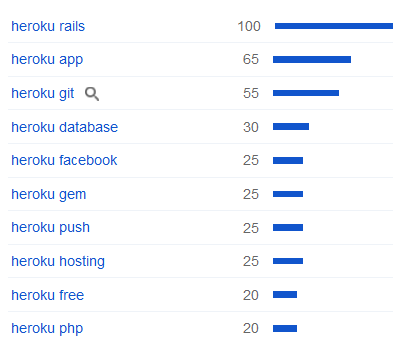 heroku rails 100
heroku app 65
heroku git 55
heroku database 30
heroku facebook 25
heroku gem 25
heroku push 25
heroku hosting 25
heroku free 20
heroku php 20